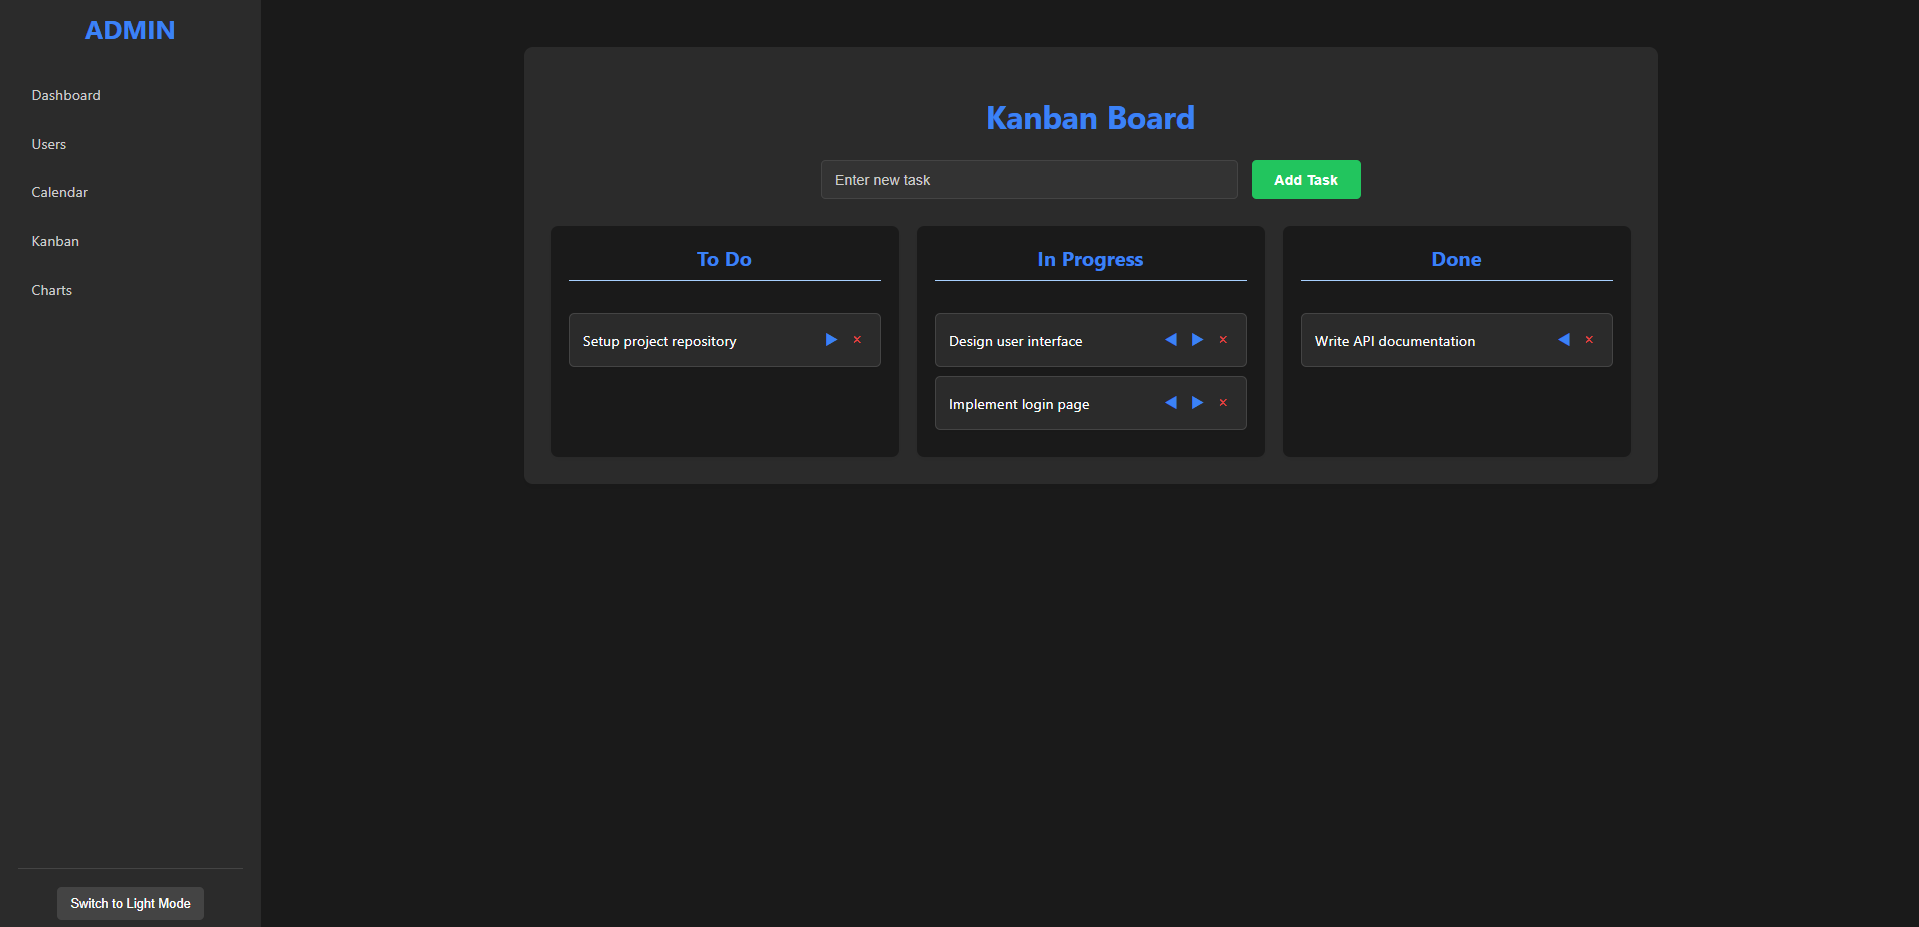 ADMIN
Dashboard
Users
Calendar
Kanban
Charts
Switch to Light Mode
Kanban Board
Enter new task
Add Task
To Do
Setup project repository ▶ ×
In Progress
Design user interface ◀ ▶ ×
Implement login page ◀ ▶ ×
Done
Write API documentation ◀ ×